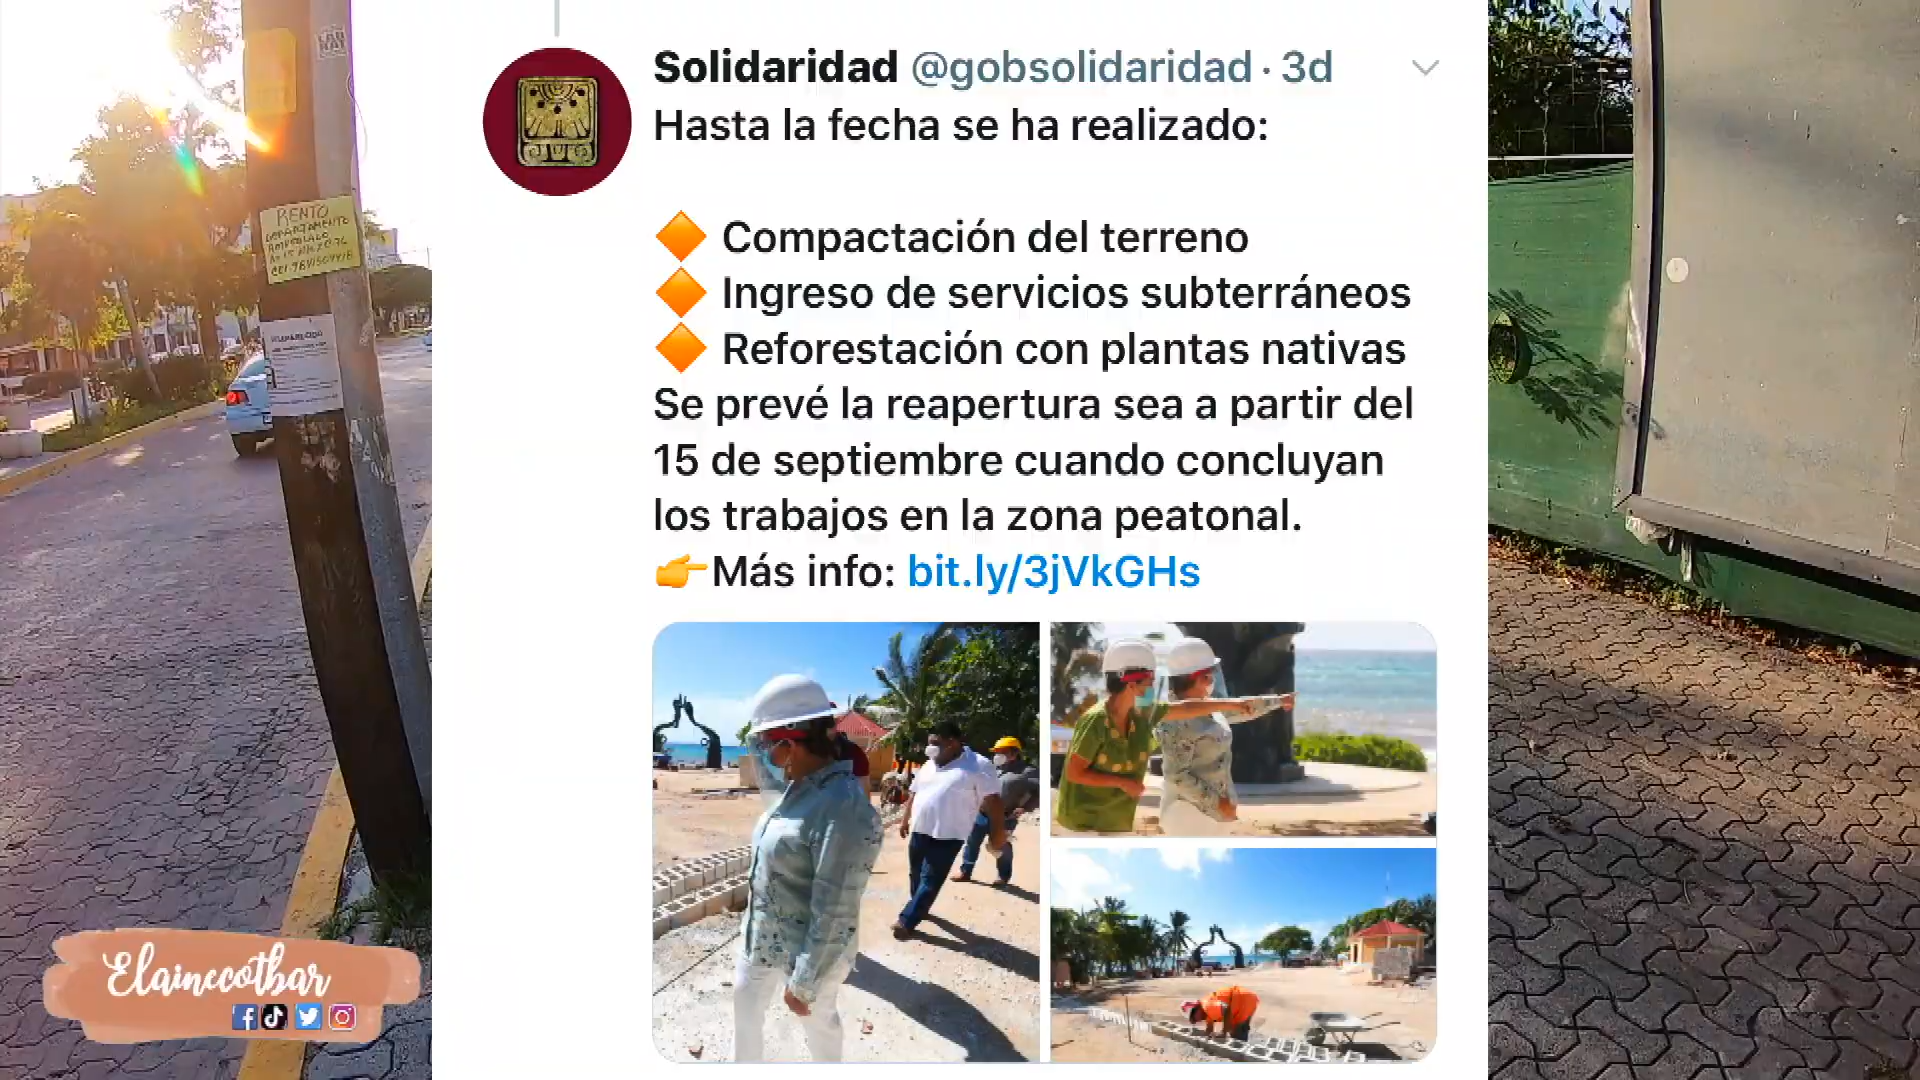 Solidaridad @gobsolidaridad · 3d
Hasta la fecha se ha realizado:
🔶 Compactación del terreno
🔶 Ingreso de servicios subterráneos
🔶 Reforestación con plantas nativas
Se prevé la reapertura sea a partir del
15 de septiembre cuando concluyan
los trabajos en la zona peatonal.
👉Más info: bit.ly/3jVkGHs
RENTO
DEPARTAMENTO
Elainecotbar